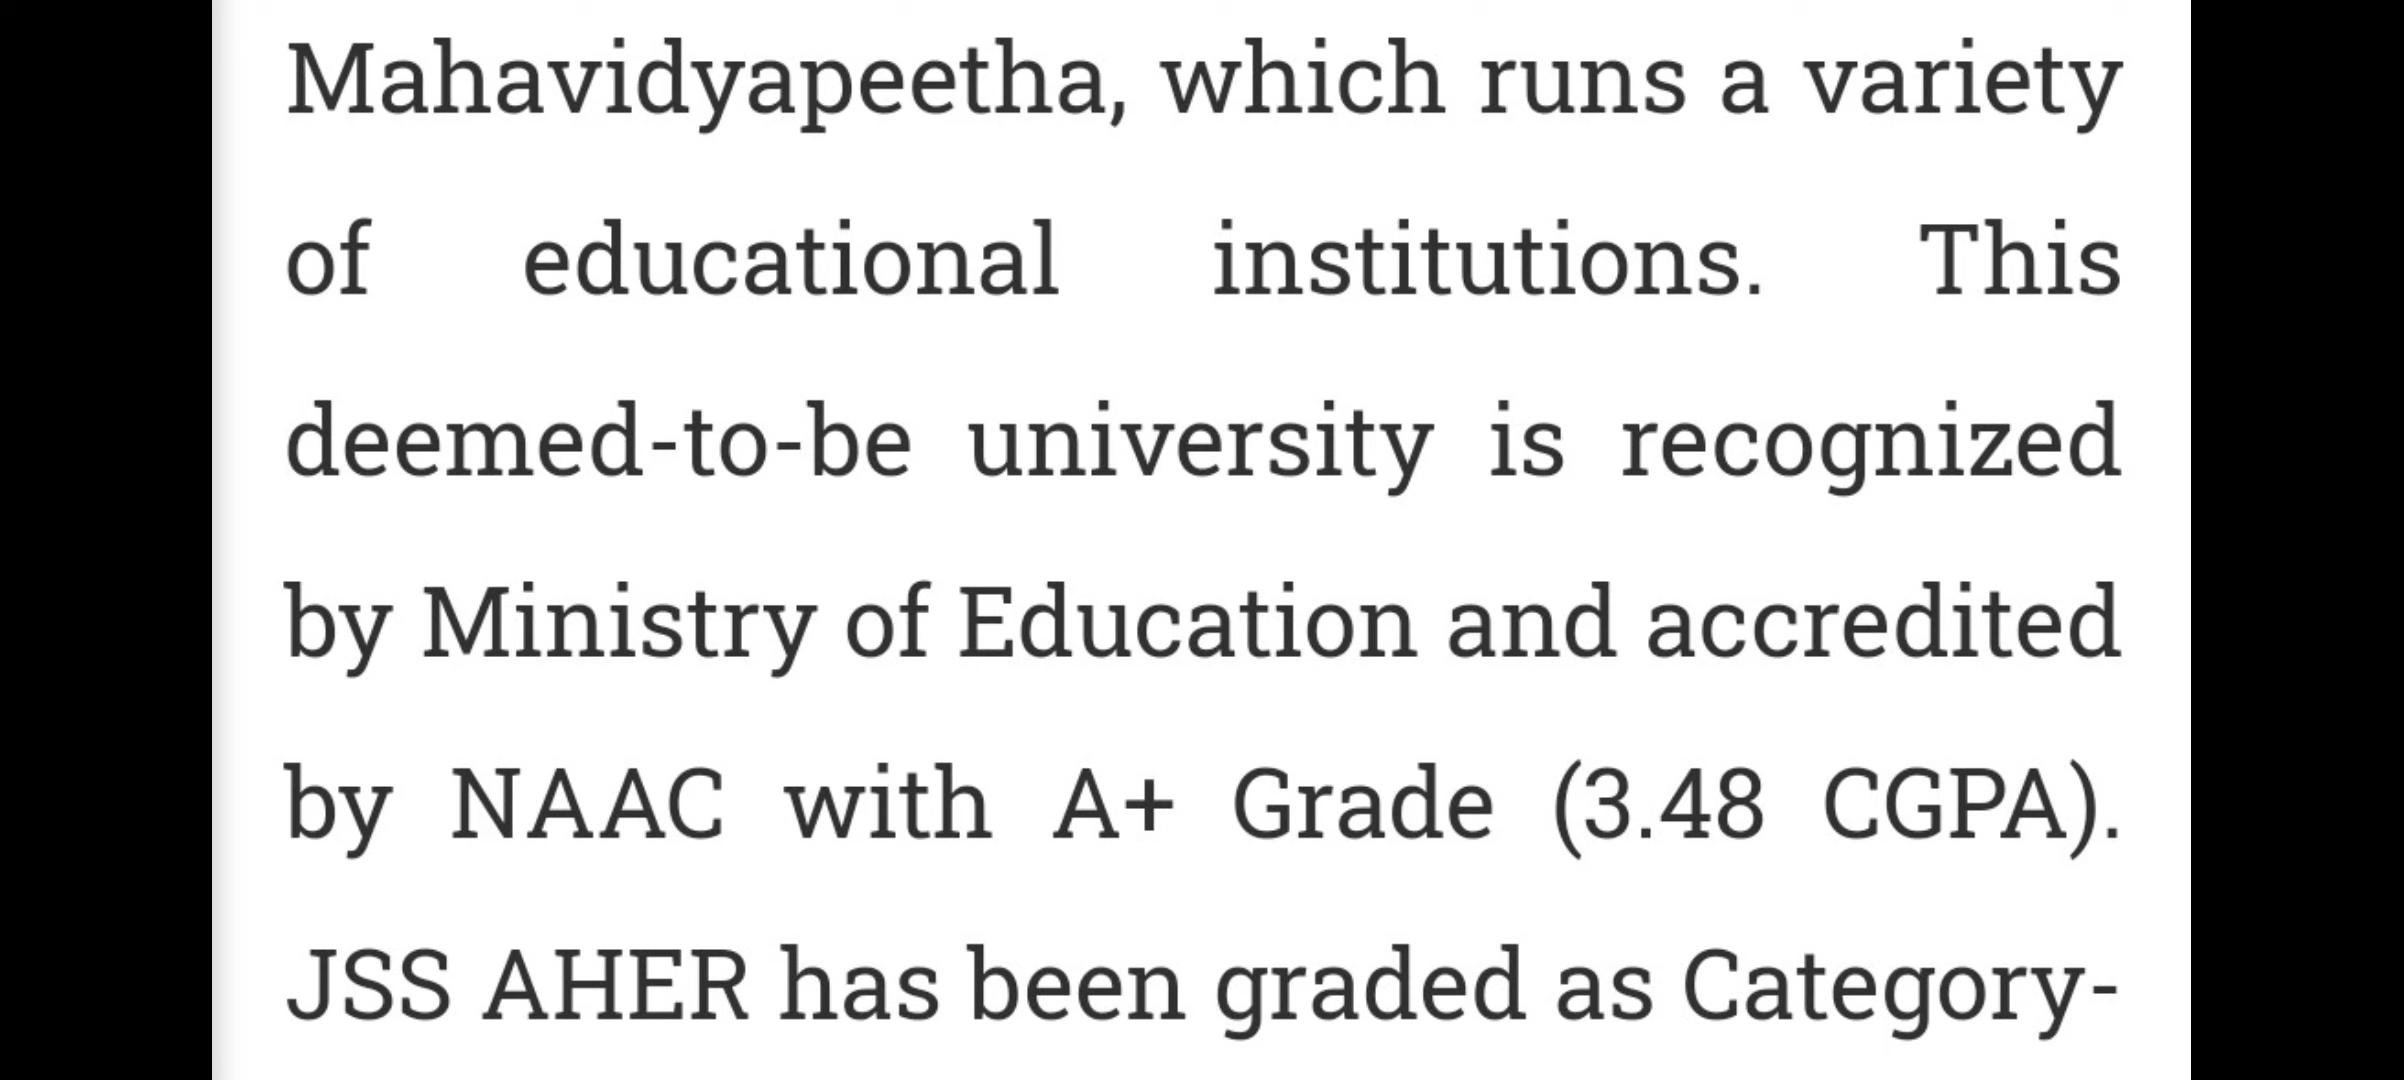 Mahavidyapeetha, which runs a variety
of educational institutions. This
deemed-to-be university is recognized
by Ministry of Education and accredited
by NAAC with A+ Grade (3.48 CGPA).
JSS AHER has been graded as Category-